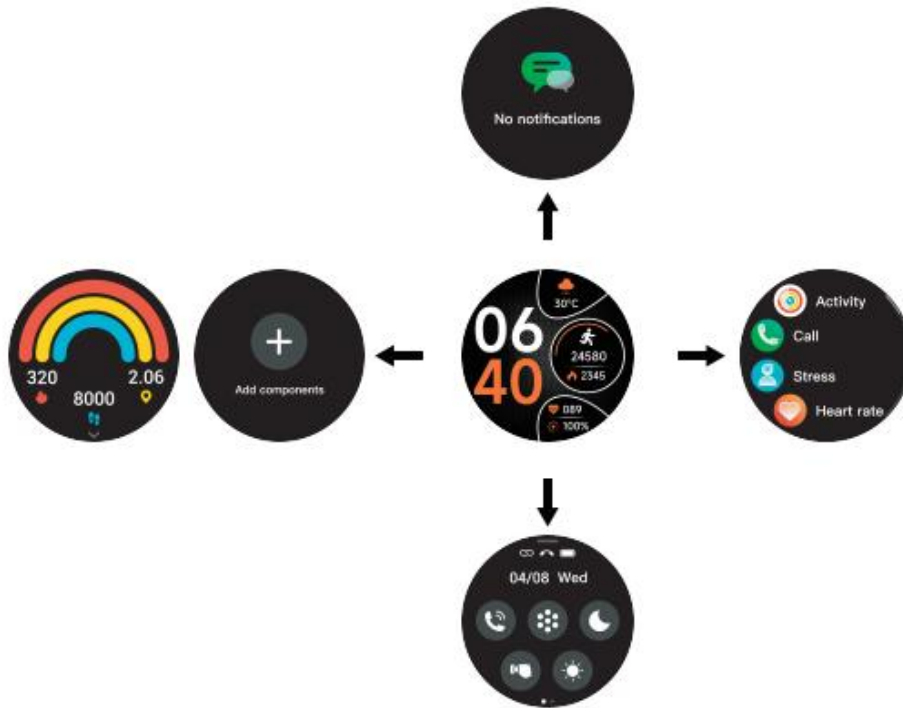 No notifications
320
2.06
8000
Add components
06
40
30°C
24580
2345
089
100%
Activity
Call
Stress
Heart rate
04/08 Wed